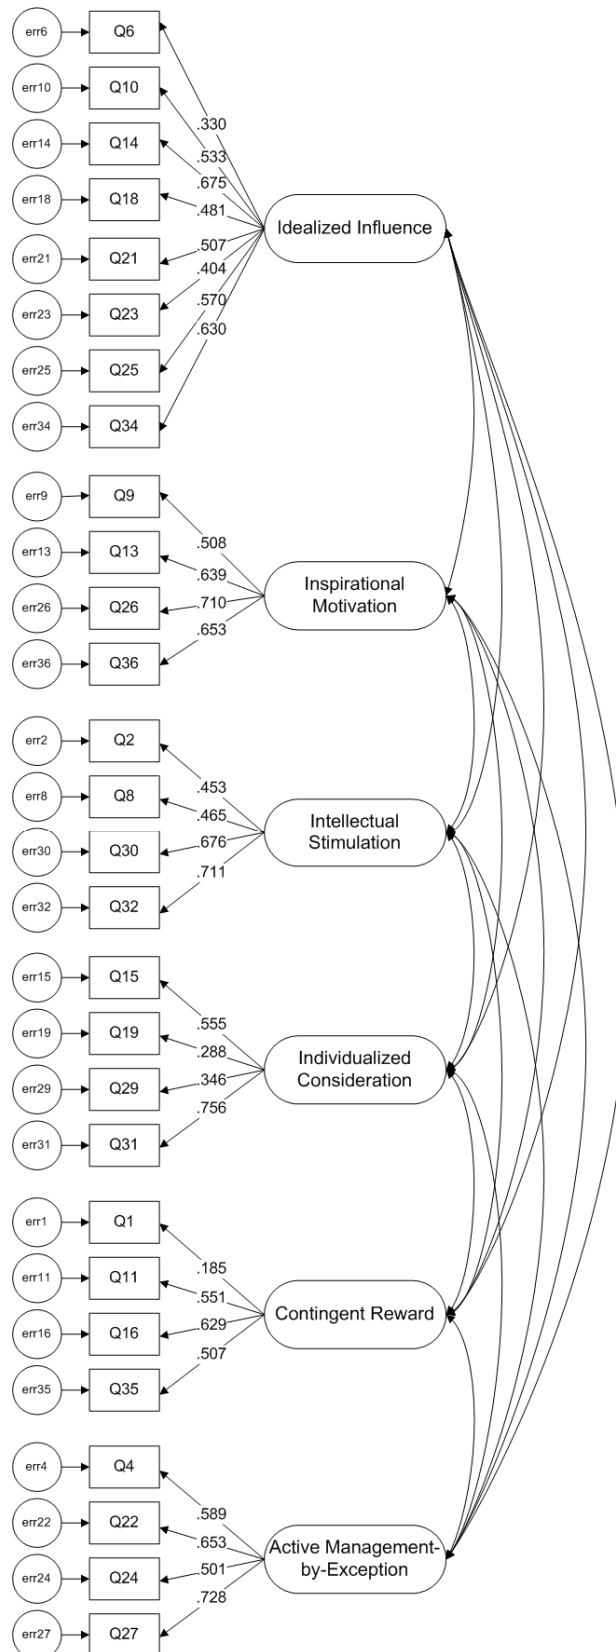 err6 Q6
err10 Q10
.330
err14 Q14
.533
.675
err18 Q18
.481
Idealized Influence
err21 Q21
.507
.404
err23 Q23
.570
.630
err25 Q25
err34 Q34
err9 Q9
.508
err13 Q13
.639
Inspirational
Motivation
err26 Q26
.710
.653
err36 Q36
err2 Q2
.453
err8 Q8
.465
Intellectual
Stimulation
err30 Q30
.676
.711
err32 Q32
err15 Q15
.555
err19 Q19
.288
Individualized
Consideration
err29 Q29
.346
.756
err31 Q31
err1 Q1
.185
err11 Q11
.551
Contingent Reward
err16 Q16
.629
.507
err35 Q35
err4 Q4
.589
err22 Q22
.653
Active Management-
by-Exception
err24 Q24
.501
.728
err27 Q27